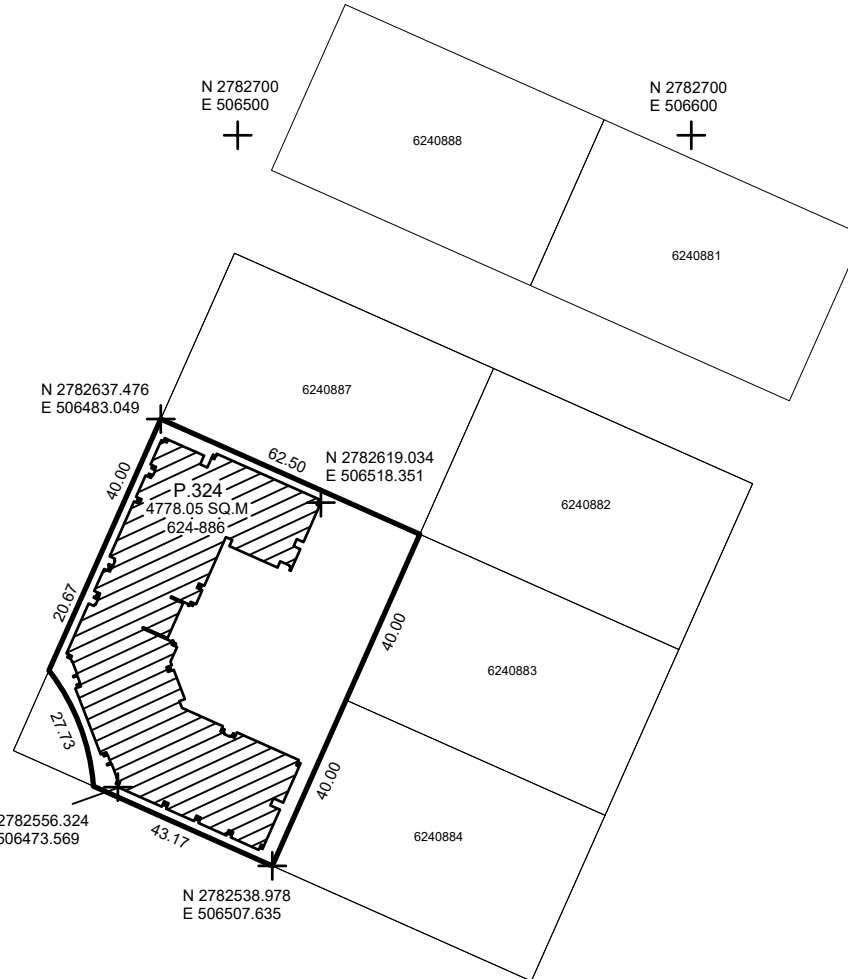 N 2782700
E 506500
N 2782700
E 506600
6240888
6240881
N 2782637.476
E 506483.049
6240887
62.50
N 2782619.034
E 506518.351
40.00
P.324
4778.05 SQ.M
624-886
6240882
20.67
40.00
6240883
27.73
40.00
2782556.324
506473.569
43.17
6240884
N 2782538.978
E 506507.635